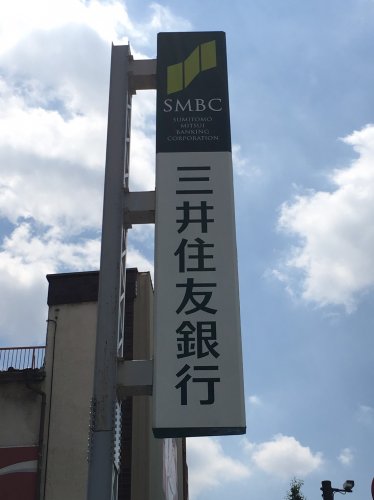 SMBC
SUMITOMO
MITSUI
BANKING
CORPORATION
三井住友銀行